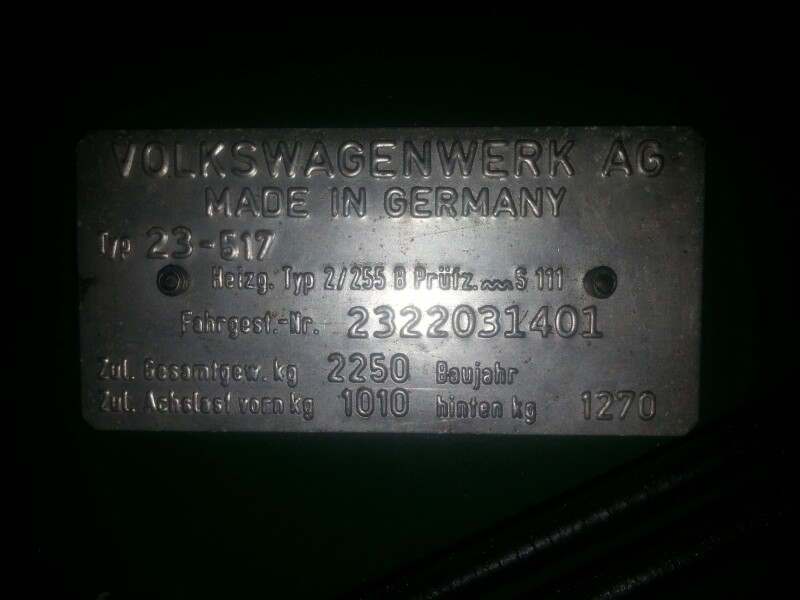 VOLKSWAGENWERK AG
MADE IN GERMANY
Typ 23-517
Heizg. Typ 2/255 B Prüfz. S 111
Fahrgest.-Nr. 2322031401
Zul. Gesamtgew. kg 2250 Baujahr
Zul. Achslast vorn kg 1010 hinten kg 1270